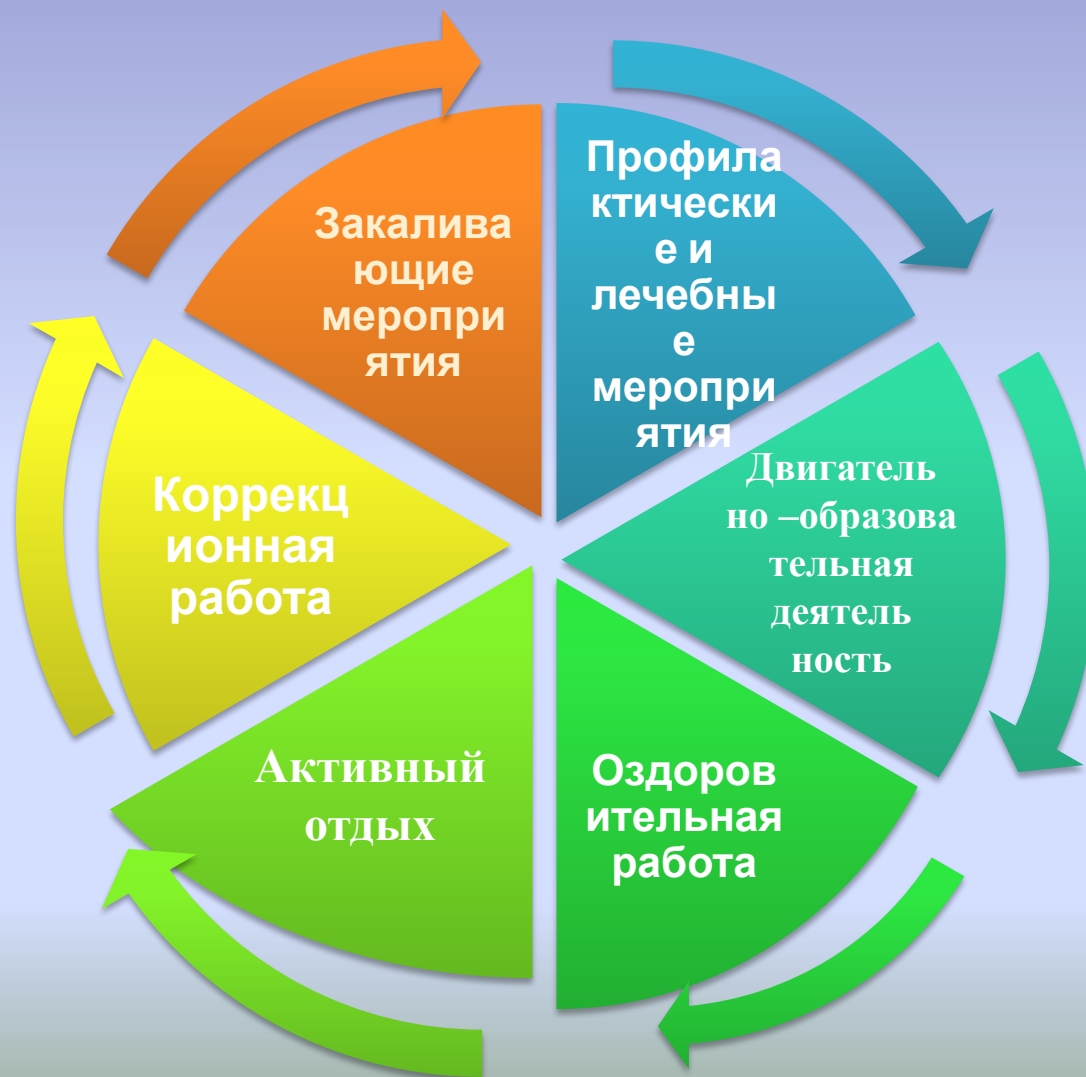 Профила
ктически
е и
лечебны
е
меропри
ятия
Двигатель
но –образова
тельная
деятель
ность
Оздоров
ительная
работа
Активный
отдых
Коррекц
ионная
работа
Закалива
ющие
меропри
ятия